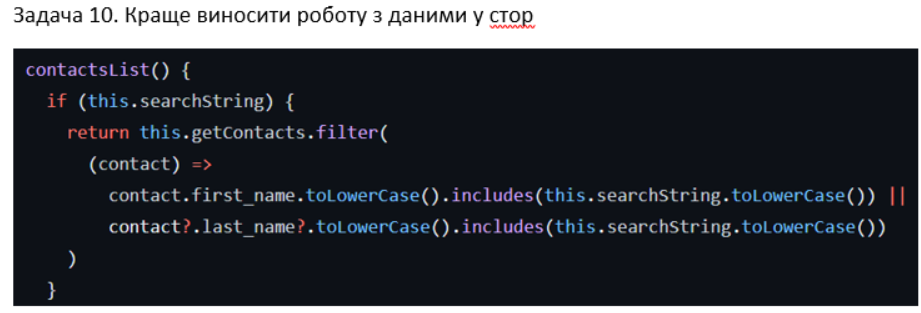 Задача 10. Краще виносити роботу з даними у стор
contactsList() {
if (this.searchString) {
return this.getContacts.filter(
(contact) =>
contact.first_name.toLowerCase().includes(this.searchString.toLowerCase()) ||
contact?.last_name?.toLowerCase().includes(this.searchString.toLowerCase())
)
}